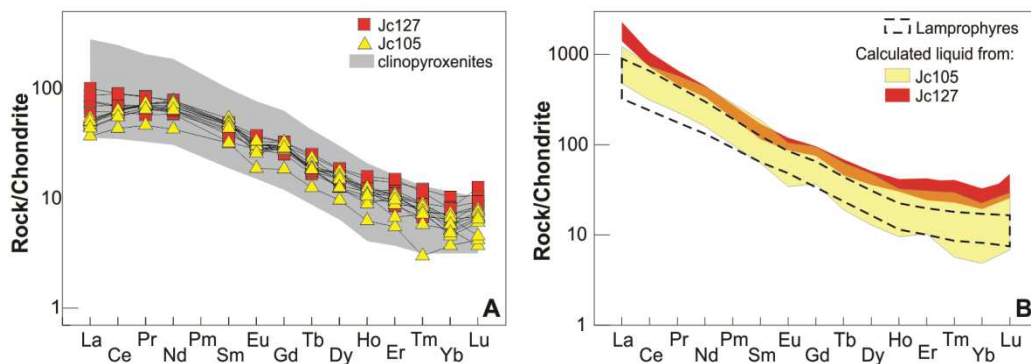 Jc127
Jc105
clinopyroxenites
100
10
1
Rock/Chondrite
A
La Ce Pr Nd Pm Sm Eu Gd Tb Dy Ho Er Tm Yb Lu
Lamprophyres
Calculated liquid from:
Jc105
Jc127
1000
100
10
1
Rock/Chondrite
B
La Ce Pr Nd Pm Sm Eu Gd Tb Dy Ho Er Tm Yb Lu